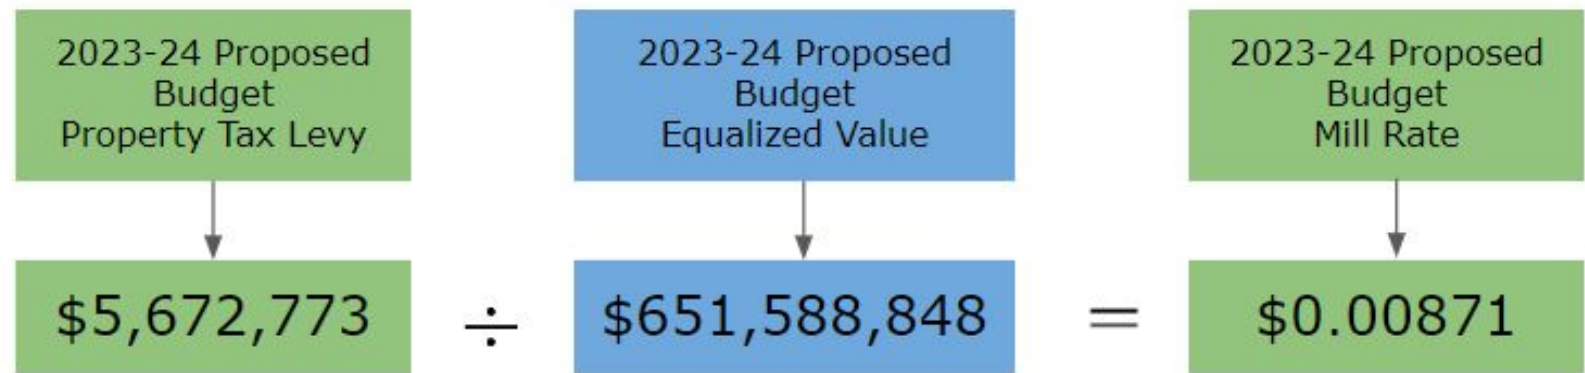 2023-24 Proposed
Budget
Property Tax Levy
2023-24 Proposed
Budget
Equalized Value
2023-24 Proposed
Budget
Mill Rate
$5,672,773 ÷ $651,588,848 = $0.00871